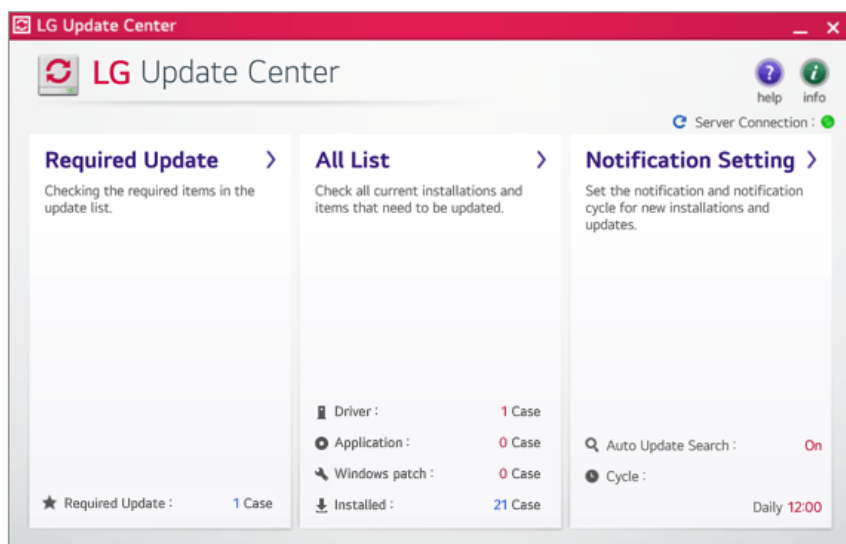 LG Update Center
LG Update Center
help
info
Server Connection :
Required Update
Checking the required items in the
update list.
Required Update : 1 Case
All List
Check all current installations and
items that need to be updated.
Driver : 1 Case
Application : 0 Case
Windows patch : 0 Case
Installed : 21 Case
Notification Setting
Set the notification and notification
cycle for new installations and
updates.
Auto Update Search : On
Cycle :
Daily 12:00